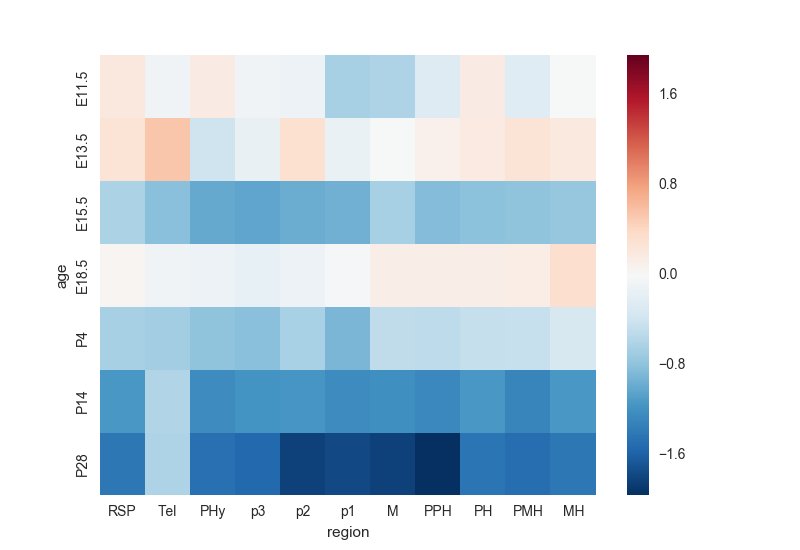 E11.5
E13.5
E15.5
E18.5
P4
P14
P28
age
RSP Tel PHy p3 p2 p1 M PPH PH PMH MH
region
1.6
0.8
0.0
−0.8
−1.6